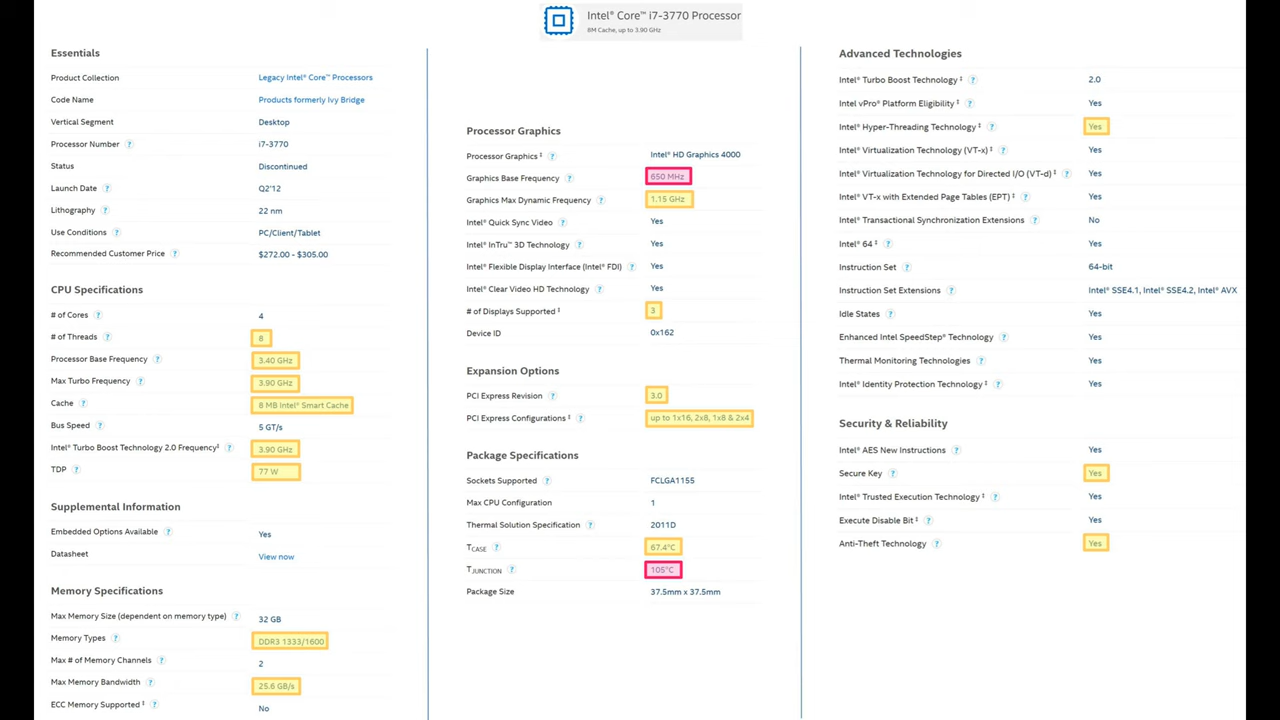 Intel® Core™ i7-3770 Processor
8M Cache, up to 3.90 GHz
Essentials
Product Collection Legacy Intel® Core™ Processors
Code Name Products formerly Ivy Bridge
Vertical Segment Desktop
Processor Number ? i7-3770
Status Discontinued
Launch Date ? Q2'12
Lithography ? 22 nm
Use Conditions ? PC/Client/Tablet
Recommended Customer Price ? $272.00 - $305.00
CPU Specifications
# of Cores ? 4
# of Threads ? 8
Processor Base Frequency ? 3.40 GHz
Max Turbo Frequency ? 3.90 GHz
Cache ? 8 MB Intel® Smart Cache
Bus Speed ? 5 GT/s
Intel® Turbo Boost Technology 2.0 Frequency‡ ? 3.90 GHz
TDP ? 77 W
Supplemental Information
Embedded Options Available ? Yes
Datasheet View now
Memory Specifications
Max Memory Size (dependent on memory type) ? 32 GB
Memory Types ? DDR3 1333/1600
Max # of Memory Channels ? 2
Max Memory Bandwidth ? 25.6 GB/s
ECC Memory Supported ‡ ? No
Processor Graphics
Processor Graphics ‡ ? Intel® HD Graphics 4000
Graphics Base Frequency ? 650 MHz
Graphics Max Dynamic Frequency ? 1.15 GHz
Intel® Quick Sync Video ? Yes
Intel® InTru™ 3D Technology ? Yes
Intel® Flexible Display Interface (Intel® FDI) ? Yes
Intel® Clear Video HD Technology ? Yes
# of Displays Supported ‡ 3
Device ID 0x162
Expansion Options
PCI Express Revision ? 3.0
PCI Express Configurations ‡ ? up to 1x16, 2x8, 1x8 & 2x4
Package Specifications
Sockets Supported ? FCLGA1155
Max CPU Configuration 1
Thermal Solution Specification ? 2011D
TCASE ? 67.4°C
TJUNCTION ? 105°C
Package Size 37.5mm x 37.5mm
Advanced Technologies
Intel® Turbo Boost Technology ‡ ? 2.0
Intel vPro® Platform Eligibility ‡ ? Yes
Intel® Hyper-Threading Technology ‡ ? Yes
Intel® Virtualization Technology (VT-x) ‡ ? Yes
Intel® Virtualization Technology for Directed I/O (VT-d) ‡ ? Yes
Intel® VT-x with Extended Page Tables (EPT) ‡ ? Yes
Intel® Transactional Synchronization Extensions ? No
Intel® 64 ‡ ? Yes
Instruction Set ? 64-bit
Instruction Set Extensions ? Intel® SSE4.1, Intel® SSE4.2, Intel® AVX
Idle States ? Yes
Enhanced Intel SpeedStep® Technology ? Yes
Thermal Monitoring Technologies ? Yes
Intel® Identity Protection Technology ‡ ? Yes
Security & Reliability
Intel® AES New Instructions ? Yes
Secure Key ? Yes
Intel® Trusted Execution Technology ‡ ? Yes
Execute Disable Bit ‡ ? Yes
Anti-Theft Technology ? Yes